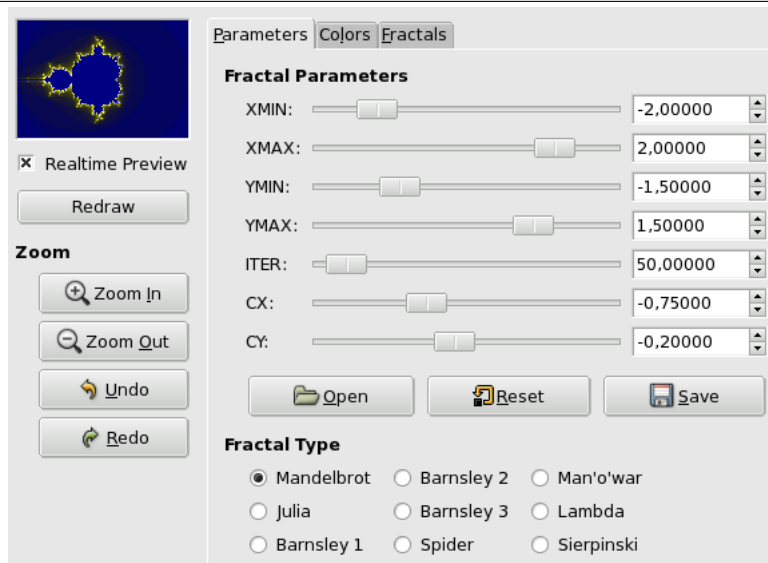 Parameters Colors Fractals
Realtime Preview
Redraw
Zoom
Zoom In
Zoom Out
Undo
Redo
Fractal Parameters
XMIN: -2,00000
XMAX: 2,00000
YMIN: -1,50000
YMAX: 1,50000
ITER: 50,00000
CX: -0,75000
CY: -0,20000
Open Reset Save
Fractal Type
Mandelbrot Barnsley 2 Man'o'war
Julia Barnsley 3 Lambda
Barnsley 1 Spider Sierpinski